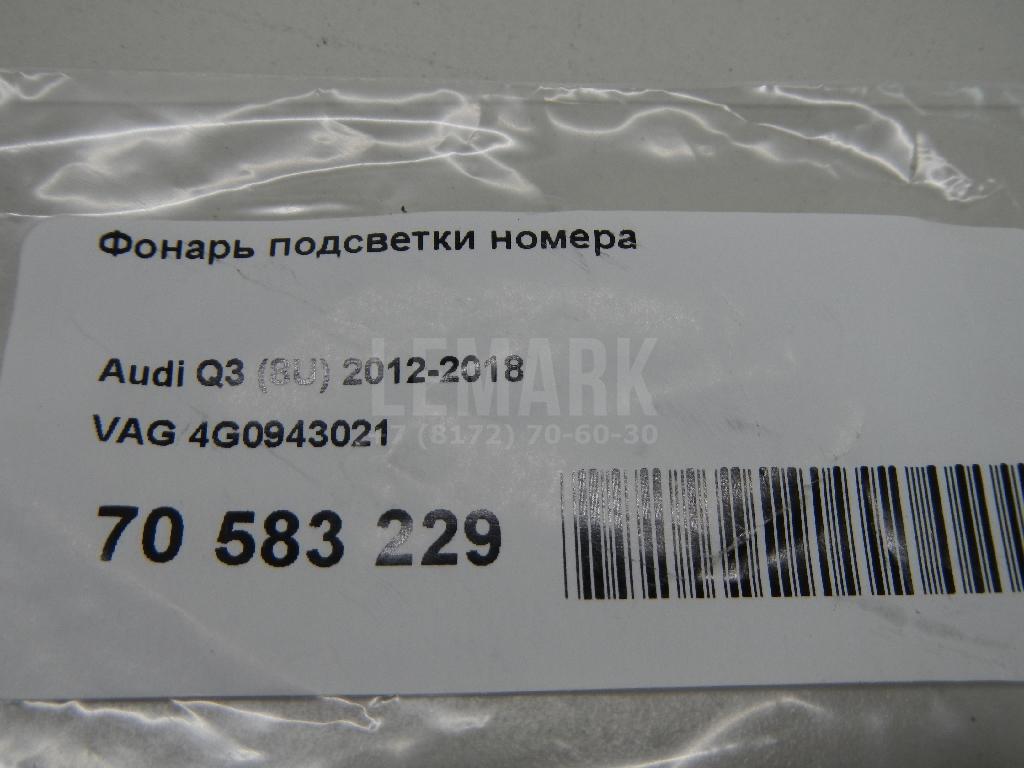 Фонарь подсветки номера
Audi Q3 (8U) 2012-2018
LEMARK
VAG 4G0943021
+7 (8172) 70-60-30
70 583 229